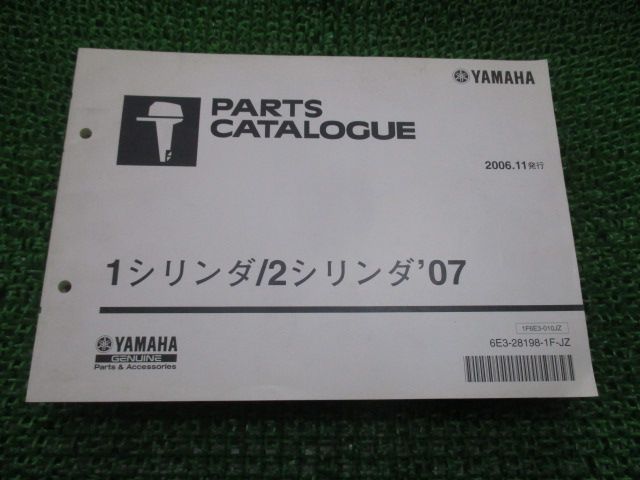 YAMAHA
PARTS
CATALOGUE
2006.11発行
1シリンダ/2シリンダ'07
1F6E3-010JZ
YAMAHA
GENUINE
Parts & Accessories
6E3-28198-1F-JZ